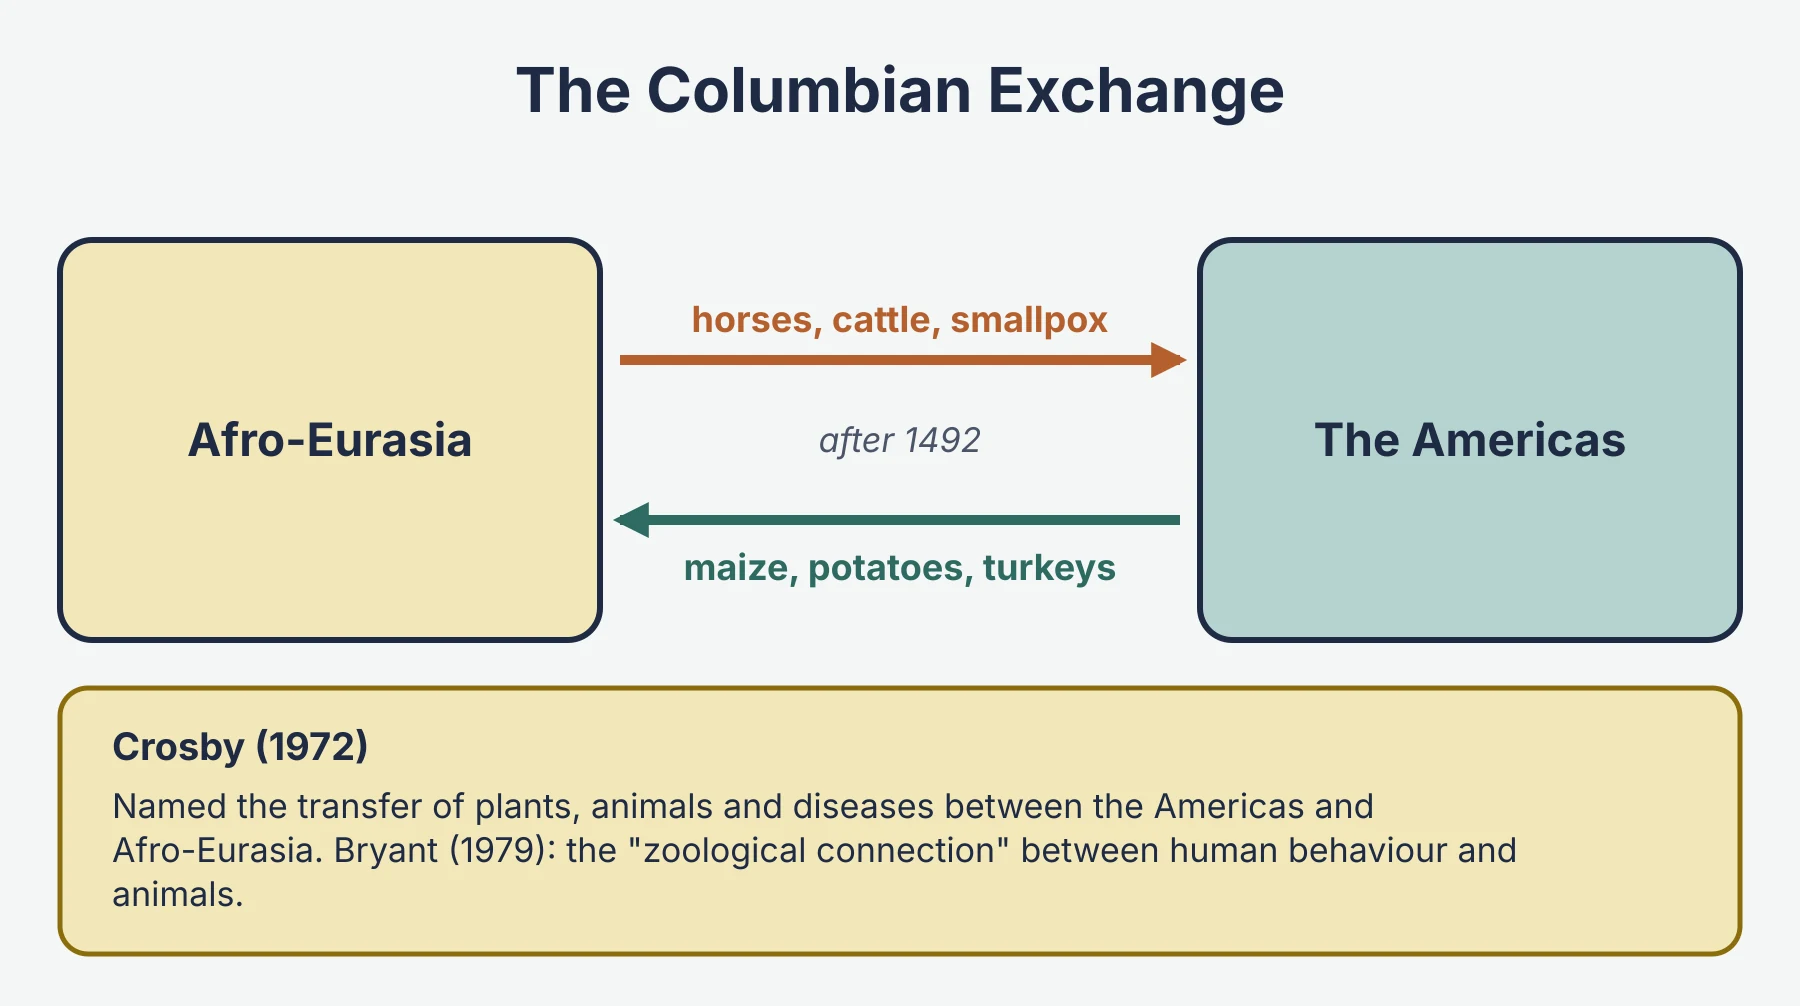 The Columbian Exchange
horses, cattle, smallpox
Afro-Eurasia
after 1492
The Americas
maize, potatoes, turkeys
Crosby (1972)
Named the transfer of plants, animals and diseases between the Americas and
Afro-Eurasia. Bryant (1979): the "zoological connection" between human behaviour and
animals.